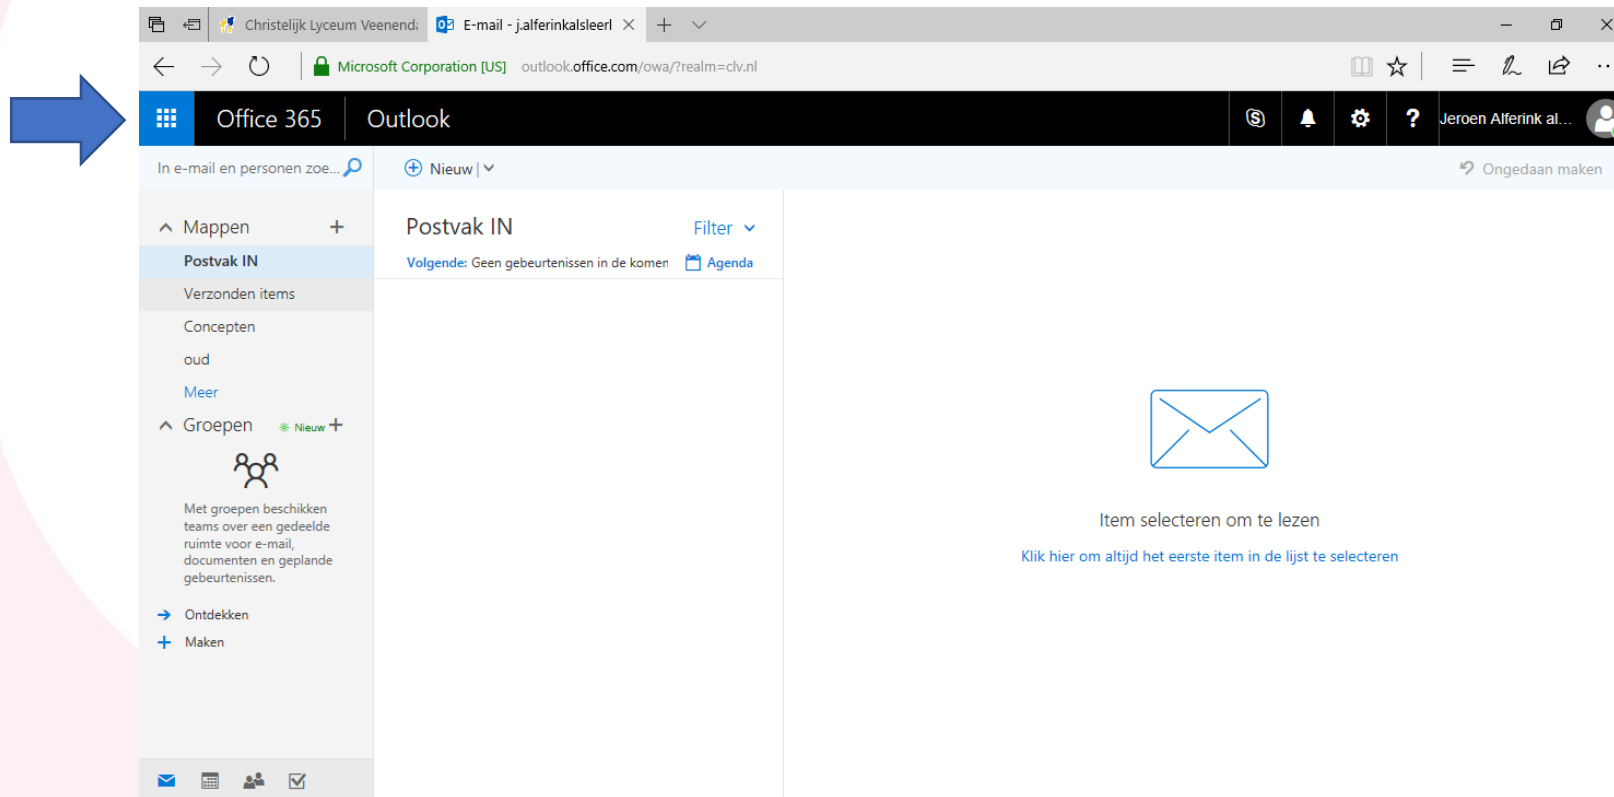 Christelijk Lyceum Veenend
E-mail - j.alferinkalsleerl
Microsoft Corporation [US] outlook.office.com/owa/?realm=clv.nl
Office 365 Outlook
Jeroen Alferink al...
In e-mail en personen zoe...
Nieuw
Ongedaan maken
Mappen
Postvak IN
Verzonden items
Concepten
oud
Meer
Groepen Nieuw
Met groepen beschikken
teams over een gedeelde
ruimte voor e-mail,
documenten en geplande
gebeurtenissen.
Ontdekken
Maken
Postvak IN Filter
Volgende: Geen gebeurtenissen in de komen Agenda
Item selecteren om te lezen
Klik hier om altijd het eerste item in de lijst te selecteren